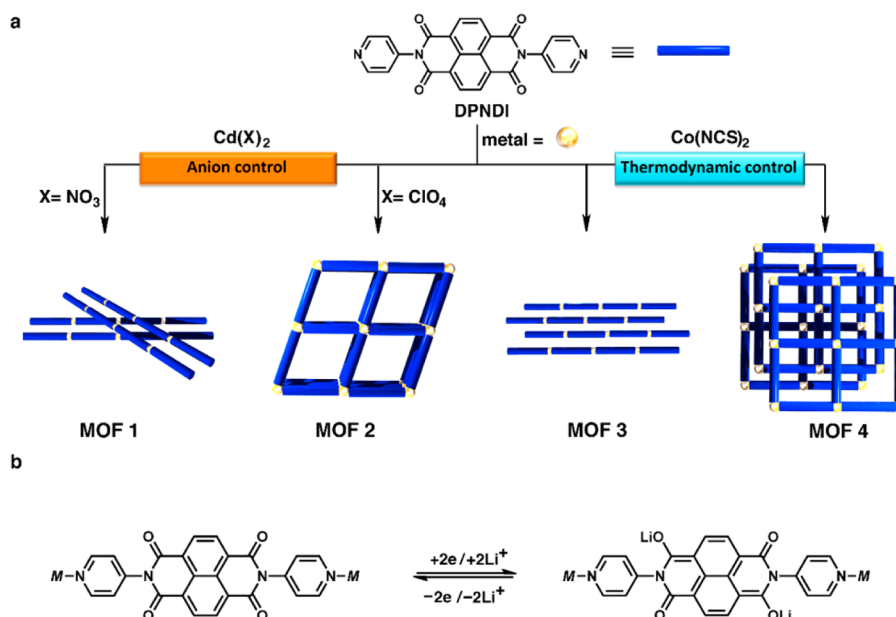 a
N
O
O
N
N
O
O
N
≡
DPNDI
Cd(X)₂
metal =
Co(NCS)₂
Anion control
Thermodynamic control
X= NO₃
X= ClO₄
MOF 1
MOF 2
MOF 3
MOF 4
b
O
O
LiO
O
M
N
N
N
N
M
+2e /+2Li⁺
−2e /−2Li⁺
M
N
N
N
N
M
O
O
O
OLi